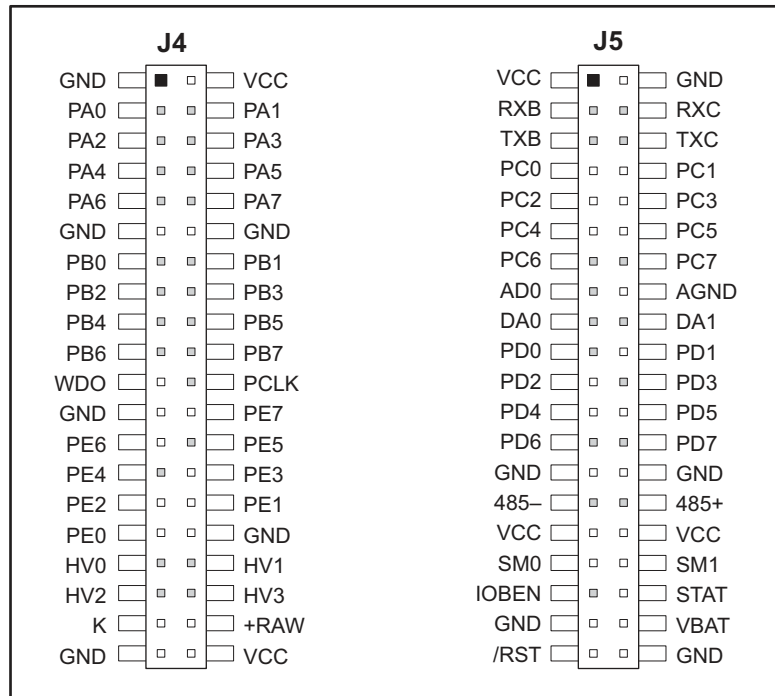 J4
GND VCC
PA0 PA1
PA2 PA3
PA4 PA5
PA6 PA7
GND GND
PB0 PB1
PB2 PB3
PB4 PB5
PB6 PB7
WDO PCLK
GND PE7
PE6 PE5
PE4 PE3
PE2 PE1
PE0 GND
HV0 HV1
HV2 HV3
K +RAW
GND VCC
J5
VCC GND
RXB RXC
TXB TXC
PC0 PC1
PC2 PC3
PC4 PC5
PC6 PC7
AD0 AGND
DA0 DA1
PD0 PD1
PD2 PD3
PD4 PD5
PD6 PD7
GND GND
485– 485+
VCC VCC
SM0 SM1
IOBEN STAT
GND VBAT
/RST GND